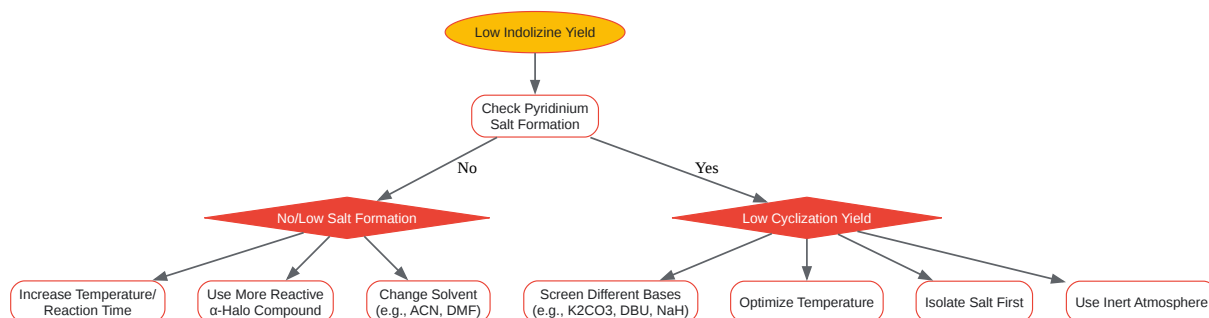 Low Indolizine Yield
Check Pyridinium
Salt Formation
No
Yes
No/Low Salt Formation
Low Cyclization Yield
Increase Temperature/
Reaction Time
Use More Reactive
α-Halo Compound
Change Solvent
(e.g., ACN, DMF)
Screen Different Bases
(e.g., K2CO3, DBU, NaH)
Optimize Temperature
Isolate Salt First
Use Inert Atmosphere